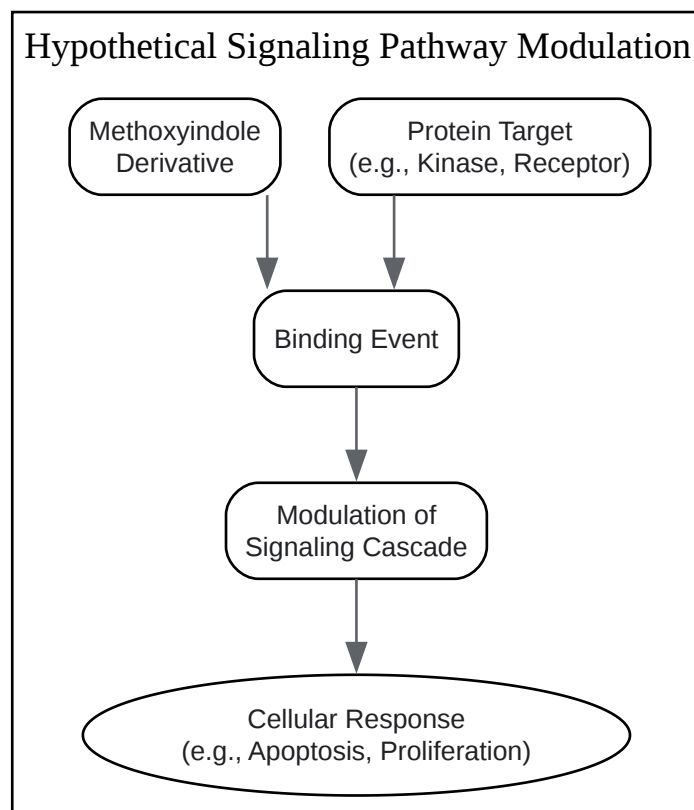 Hypothetical Signaling Pathway Modulation
Methoxyindole
Derivative
Protein Target
(e.g., Kinase, Receptor)
Binding Event
Modulation of
Signaling Cascade
Cellular Response
(e.g., Apoptosis, Proliferation)